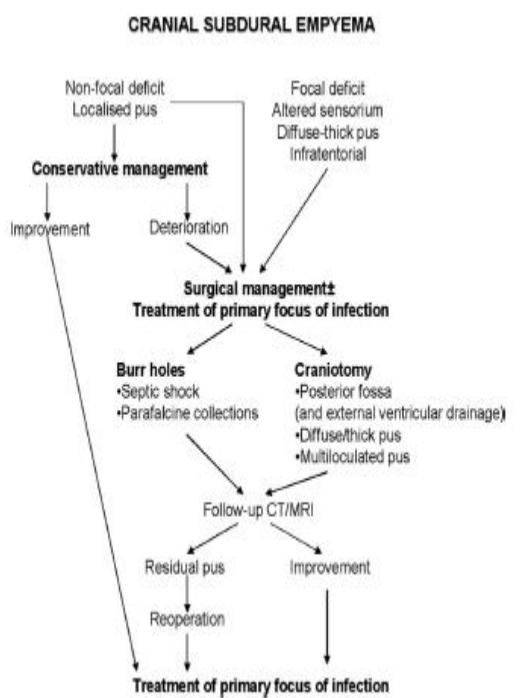 CRANIAL SUBDURAL EMPYEMA
Non-focal deficit
Localised pus
Focal deficit
Altered sensorium
Diffuse-thick pus
Infratentorial
Conservative management
Improvement
Deterioration
Surgical management±
Treatment of primary focus of infection
Burr holes
•Septic shock
•Parafalcine collections
Craniotomy
•Posterior fossa
(and external ventricular drainage)
•Diffuse/thick pus
•Multiloculated pus
Follow-up CT/MRI
Residual pus
Improvement
Reoperation
Treatment of primary focus of infection